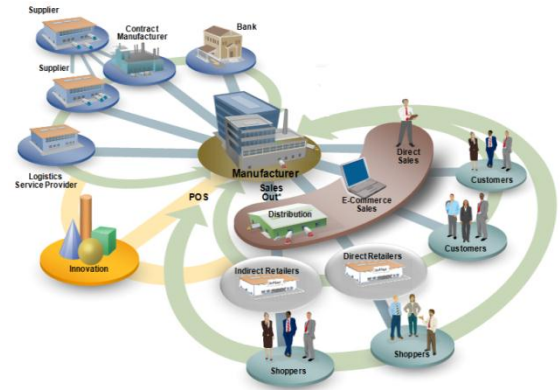 Supplier
Contract
Manufacturer
Bank
Supplier
Direct
Sales
Logistics
Service Provider
Manufacturer
Customers
Sales
Out*
POS
E-Commerce
Sales
Distribution
Customers
Innovation
Indirect Retailers
Direct Retailers
Shoppers
Shoppers